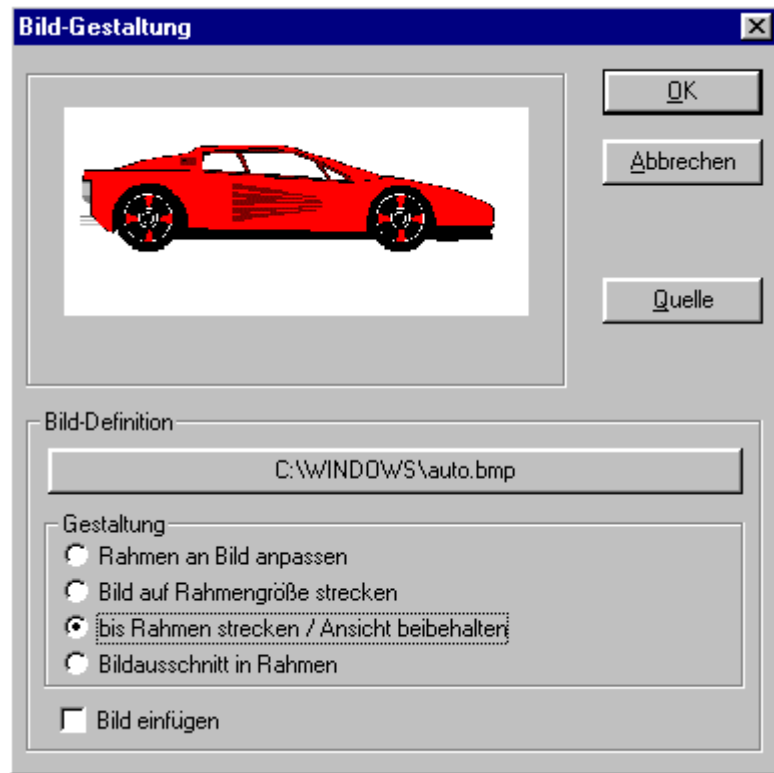 Bild-Gestaltung
OK
Abbrechen
Quelle
Bild-Definition
C:\WINDOWS\auto.bmp
Gestaltung
Rahmen an Bild anpassen
Bild auf Rahmengröße strecken
bis Rahmen strecken / Ansicht beibehalten
Bildausschnitt in Rahmen
Bild einfügen